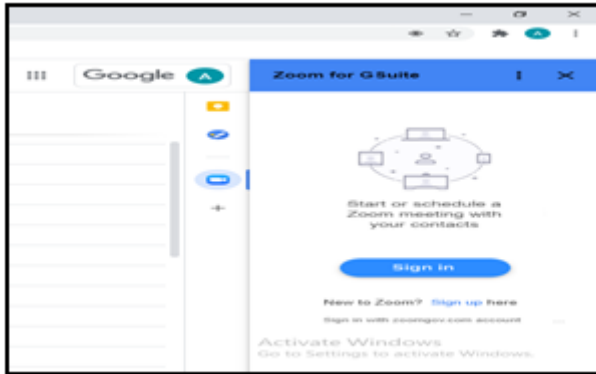 Google A
Zoom for GSuite
Start or schedule a
Zoom meeting with
your contacts
Sign in
New to Zoom? Sign up here
Sign in with zoomgov.com account
Activate Windows
Go to Settings to activate Windows.